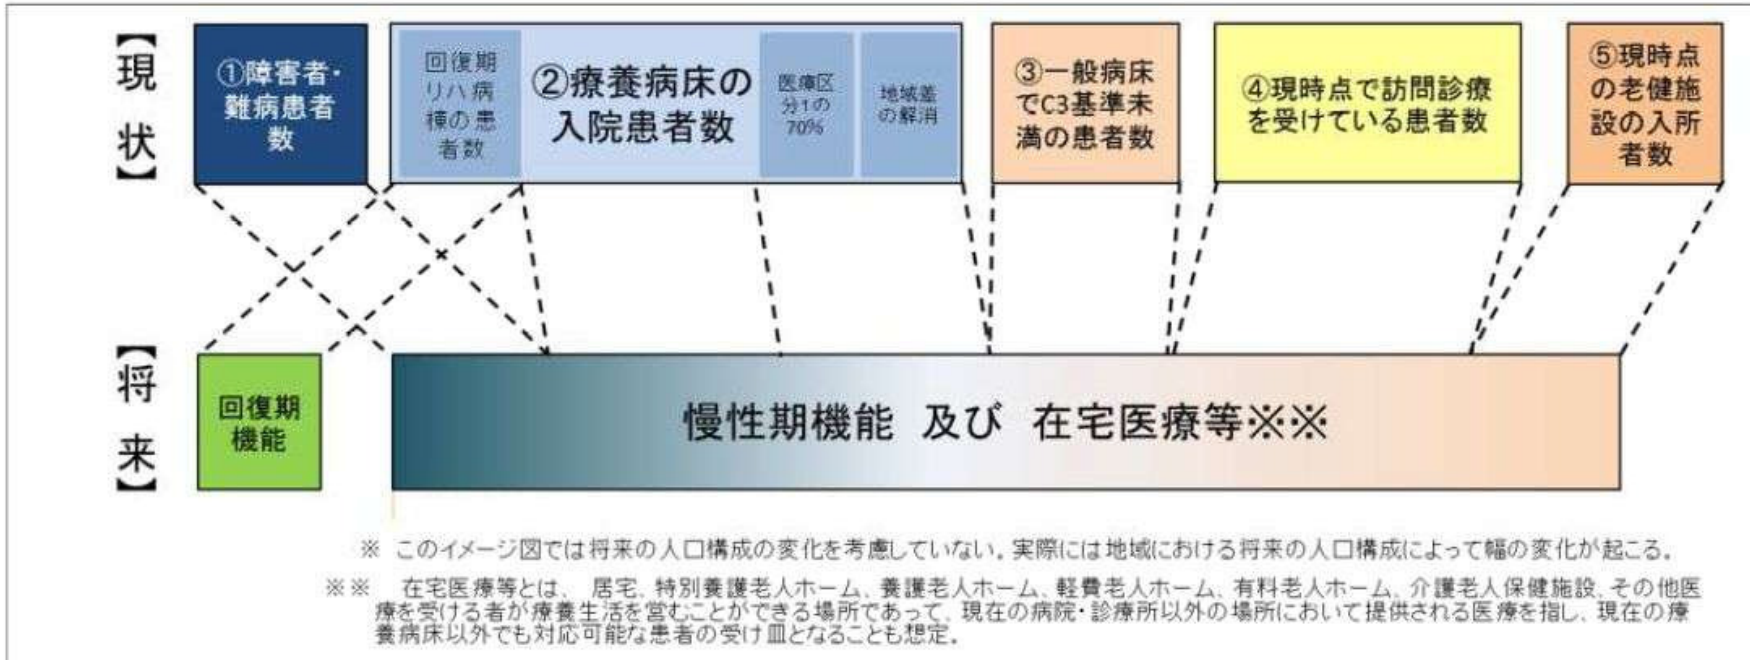 【現状】
①障害者・
難病患者
数
回復期
リハ病
棟の患
者数
②療養病床の
入院患者数
医療区
分1の
70%
地域差
の解消
③一般病床
でC3基準未
満の患者数
④現時点で訪問診療
を受けている患者数
⑤現時点
の老健施
設の入所
者数
【将来】
回復期
機能
慢性期機能 及び 在宅医療等※※
※ このイメージ図では将来の人口構成の変化を考慮していない。実際には地域における将来の人口構成によって幅の変化が起こる。
※※ 在宅医療等とは、居宅、特別養護老人ホーム、養護老人ホーム、軽費老人ホーム、有料老人ホーム、介護老人保健施設、その他医
療を受ける者が療養生活を営むことができる場所であって、現在の病院・診療所以外の場所において提供される医療を指し、現在の療
養病床以外でも対応可能な患者の受け皿となることも想定。